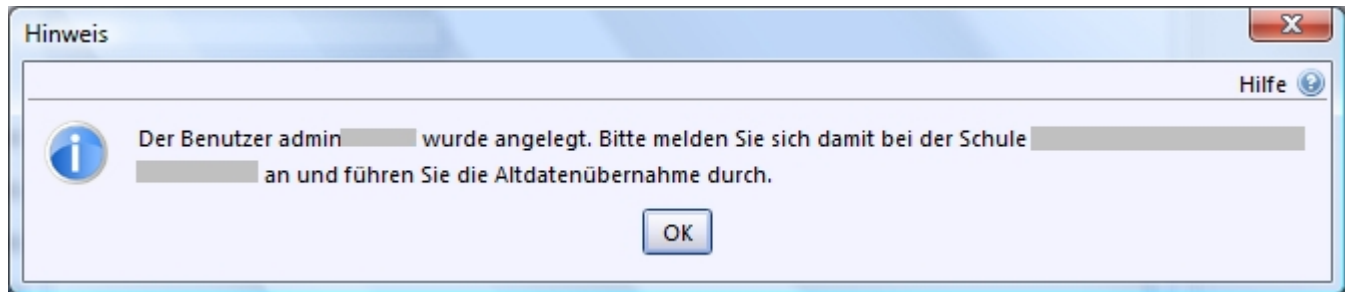 Hinweis
Hilfe
Der Benutzer admin wurde angelegt. Bitte melden Sie sich damit bei der Schule
an und führen Sie die Altdatenübernahme durch.
OK